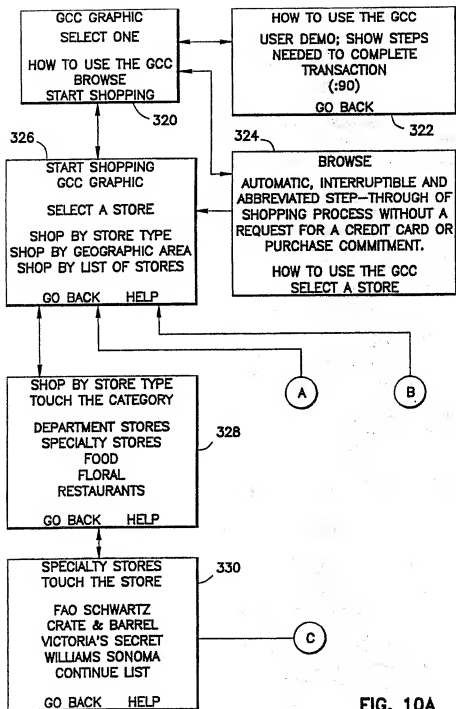 GCC GRAPHIC
SELECT ONE
HOW TO USE THE GCC
BROWSE
START SHOPPING
320
HOW TO USE THE GCC
USER DEMO; SHOW STEPS
NEEDED TO COMPLETE
TRANSACTION
(:90)
GO BACK
322
324
BROWSE
AUTOMATIC, INTERRUPTIBLE AND
ABBREVIATED STEP-THROUGH OF
SHOPPING PROCESS WITHOUT A
REQUEST FOR A CREDIT CARD OR
PURCHASE COMMITMENT.
HOW TO USE THE GCC
SELECT A STORE
326
START SHOPPING
GCC GRAPHIC
SELECT A STORE
SHOP BY STORE TYPE
SHOP BY GEOGRAPHIC AREA
SHOP BY LIST OF STORES
GO BACK HELP
A
B
SHOP BY STORE TYPE
TOUCH THE CATEGORY
DEPARTMENT STORES
SPECIALTY STORES
FOOD
FLORAL
RESTAURANTS
GO BACK HELP
328
SPECIALTY STORES
TOUCH THE STORE
FAO SCHWARTZ
CRATE & BARREL
VICTORIA'S SECRET
WILLIAMS SONOMA
CONTINUE LIST
GO BACK HELP
330
C
FIG. 10A